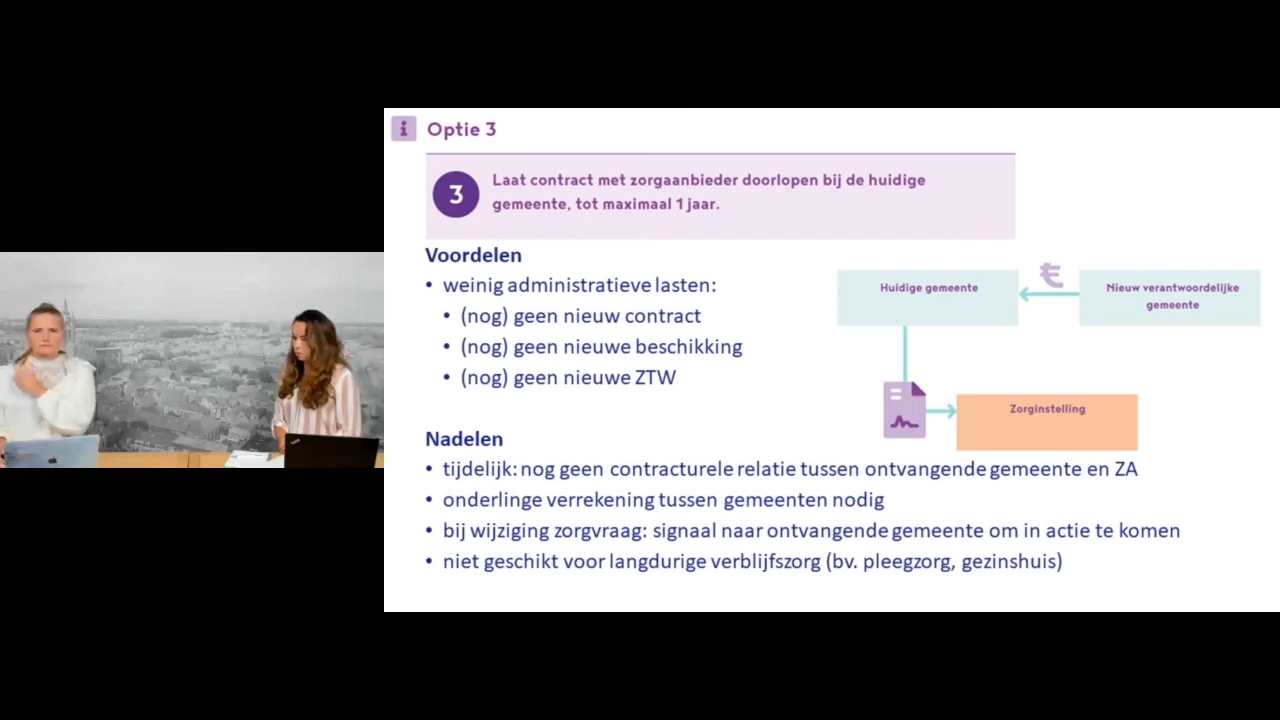 Optie 3
3
Laat contract met zorgaanbieder doorlopen bij de huidige
gemeente, tot maximaal 1 jaar.
Voordelen
• weinig administratieve lasten:
• (nog) geen nieuw contract
• (nog) geen nieuwe beschikking
• (nog) geen nieuwe ZTW
Huidige gemeente
€
Nieuw verantwoordelijke
gemeente
Zorginstelling
Nadelen
• tijdelijk: nog geen contracturele relatie tussen ontvangende gemeente en ZA
• onderlinge verrekening tussen gemeenten nodig
• bij wijziging zorgvraag: signaal naar ontvangende gemeente om in actie te komen
• niet geschikt voor langdurige verblijfszorg (bv. pleegzorg, gezinshuis)